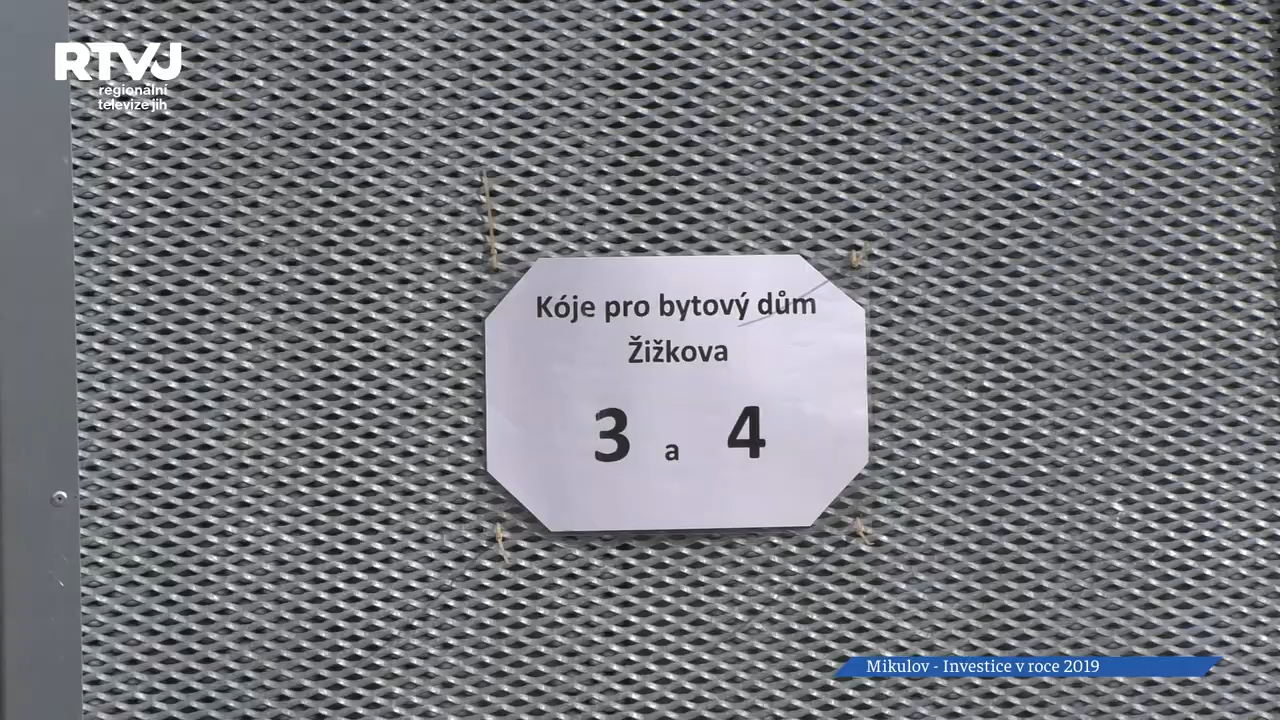 RTVJ
regionální
televize jih
Kóje pro bytový dům
Žižkova
3 a 4
Mikulov - Investice v roce 2019